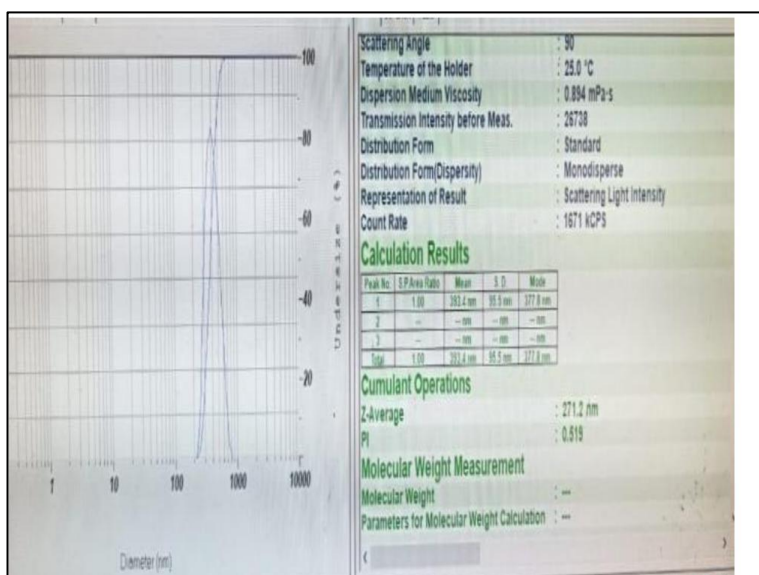 100
80
60
40
20
Undersize (%)
1 10 100 1000 10000
Diameter (nm)
Scattering Angle : 90
Temperature of the Holder : 25.0 °C
Dispersion Medium Viscosity : 0.894 mPa·s
Transmission Intensity before Meas. : 26738
Distribution Form : Standard
Distribution Form(Dispersity) : Monodisperse
Representation of Result : Scattering Light Intensity
Count Rate : 1671 kCPS
Calculation Results
Peak No. S.P.Area Ratio Mean S. D. Mode
1 1.00 393.4 nm 95.5 nm 377.8 nm
2 -- -- nm -- nm -- nm
3 -- -- nm -- nm -- nm
Total 1.00 393.4 nm 95.5 nm 377.8 nm
Cumulant Operations
Z-Average : 271.2 nm
PI : 0.519
Molecular Weight Measurement
Molecular Weight : ---
Parameters for Molecular Weight Calculation : ---